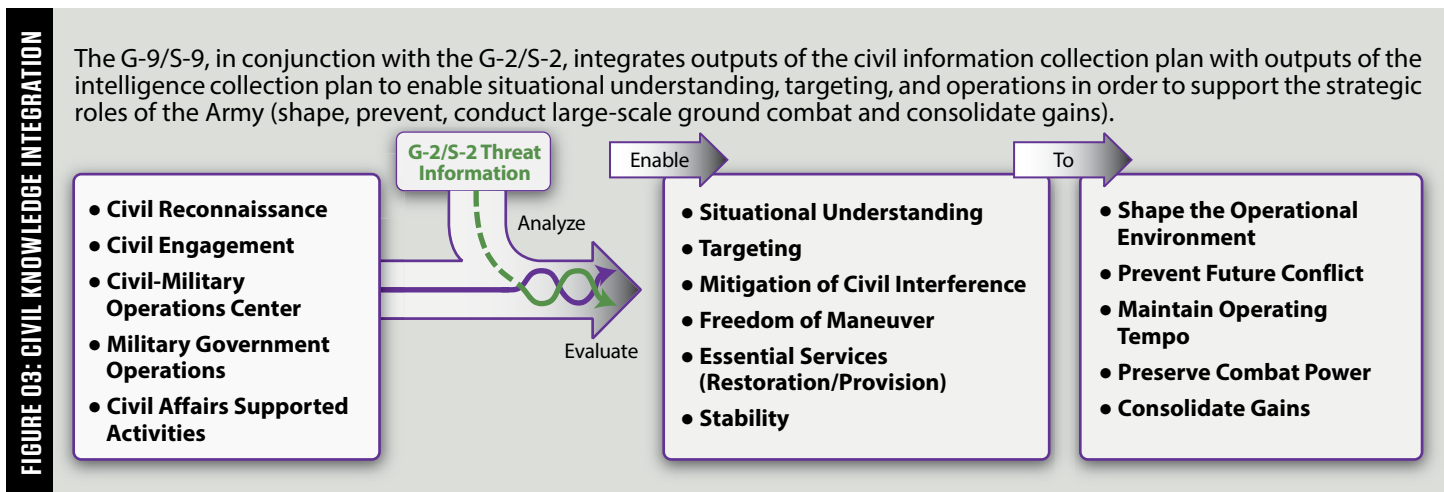 FIGURE 03: CIVIL KNOWLEDGE INTEGRATION
The G-9/S-9, in conjunction with the G-2/S-2, integrates outputs of the civil information collection plan with outputs of the
intelligence collection plan to enable situational understanding, targeting, and operations in order to support the strategic
roles of the Army (shape, prevent, conduct large-scale ground combat and consolidate gains).
● Civil Reconnaissance
● Civil Engagement
● Civil-Military
Operations Center
● Military Government
Operations
● Civil Affairs Supported
Activities
G-2/S-2 Threat
Information
Analyze
Evaluate
Enable
● Situational Understanding
● Targeting
● Mitigation of Civil Interference
● Freedom of Maneuver
● Essential Services
(Restoration/Provision)
● Stability
To
● Shape the Operational
Environment
● Prevent Future Conflict
● Maintain Operating
Tempo
● Preserve Combat Power
● Consolidate Gains